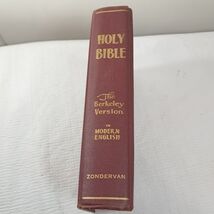 HOLY
BIBLE
The
Berkeley
Version
IN
MODERN
ENGLISH
ZONDERVAN